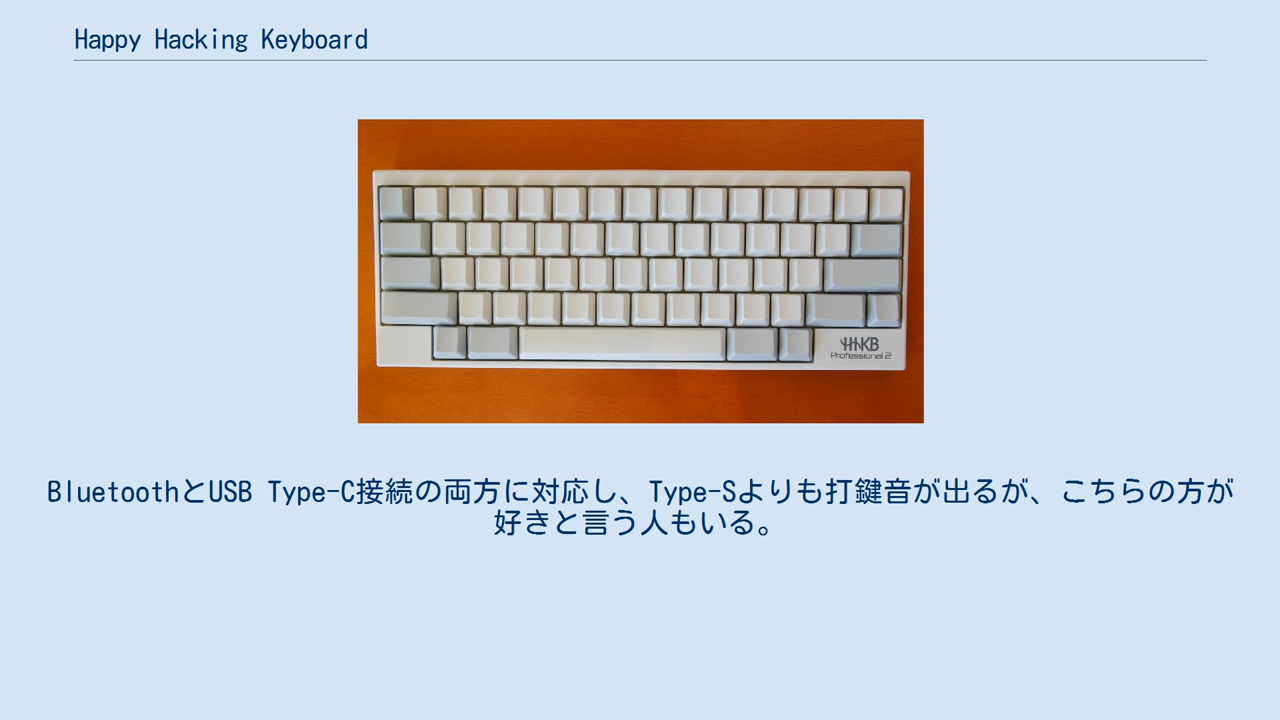 Happy Hacking Keyboard
HHKB
Professional 2
BluetoothとUSB Type-C接続の両方に対応し、Type-Sよりも打鍵音が出るが、こちらの方が
好きと言う人もいる。